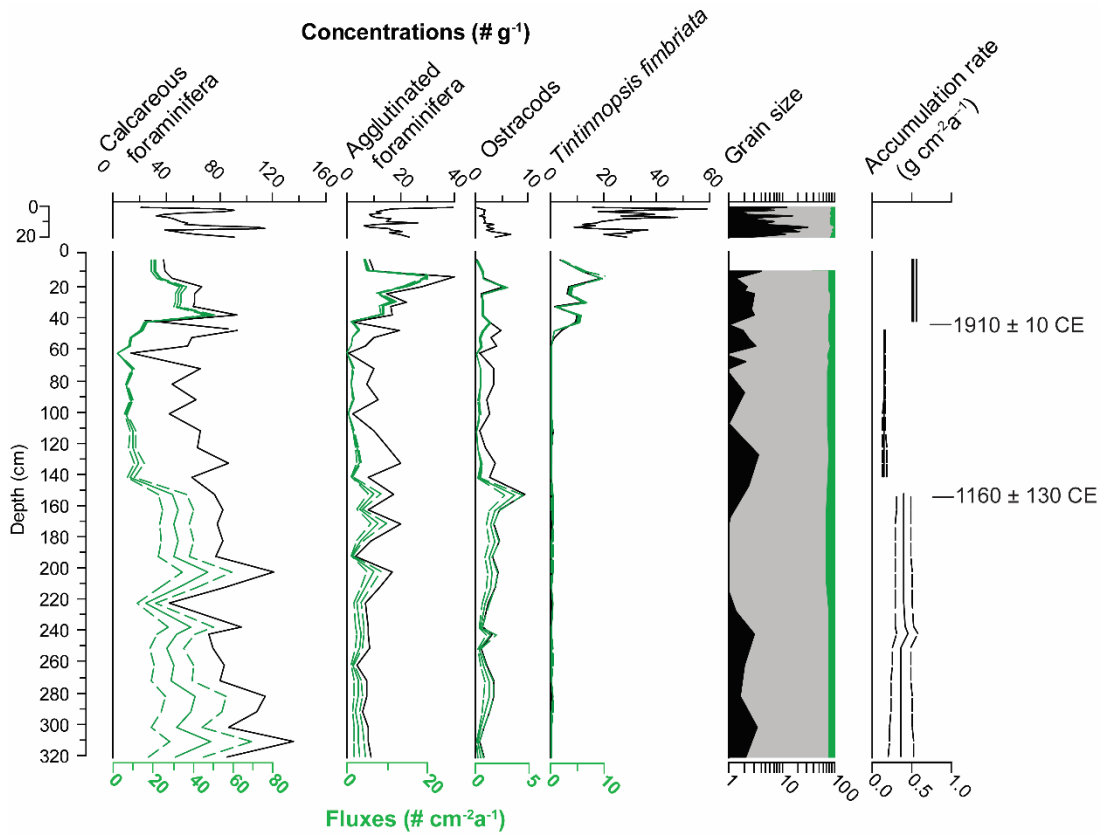 Concentrations (# g⁻¹)
Calcareous
foraminifera
Agglutinated
foraminifera
Ostracods
Tintinnopsis fimbriata
Grain size
Accumulation rate
(g cm⁻²a⁻¹)
0 40 80 120 160
0 20 40
0 10
0 20 40 60
0
20
0
20
40
60
80
100
120
140
160
180
200
220
240
260
280
300
320
Depth (cm)
1910 ± 10 CE
1160 ± 130 CE
0 20 40 60 80
0 20
0 5
0 10
1 10 100
0.0 0.5 1.0
Fluxes (# cm⁻²a⁻¹)